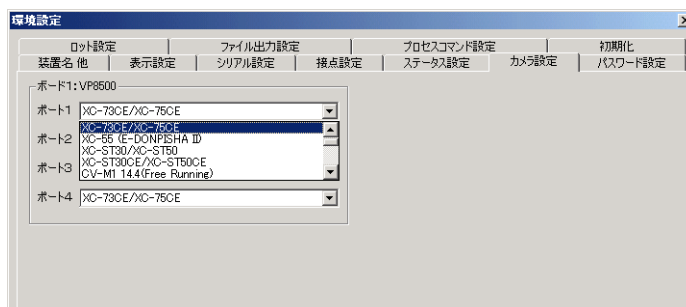 環境設定
ロット設定 ファイル出力設定 プロセスコマンド設定 初期化
装置名 他 表示設定 シリアル設定 接点設定 ステータス設定 カメラ設定 パスワード設定
ボード1:VP8500
ポート1 XC-73CE/XC-75CE
XC-73CE/XC-75CE
ポート2 XC-55 (E-DONPISHA II)
XC-ST30/XC-ST50
ポート3 XC-ST30CE/XC-ST50CE
CV-M1 14.4(Free Running)
ポート4 XC-73CE/XC-75CE